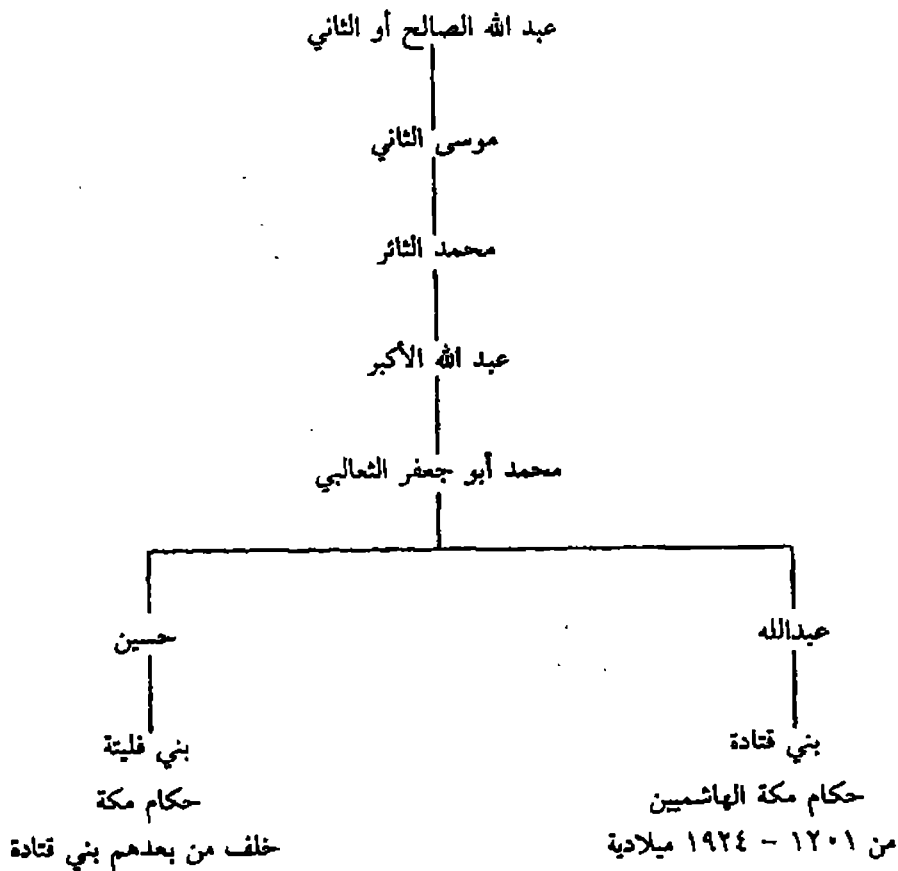 عبد الله الصالح أو الثاني
موسى الثاني
محمد الثائر
عبد الله الأكبر
محمد أبو جعفر الثعالبي
عبدالله
حسين
بني قتادة
بني فليتة
حكام مكة الهاشميين
حكام مكة
من ١٢٠١ - ١٩٢٤ ميلادية
خلف من بعدهم بني قتادة